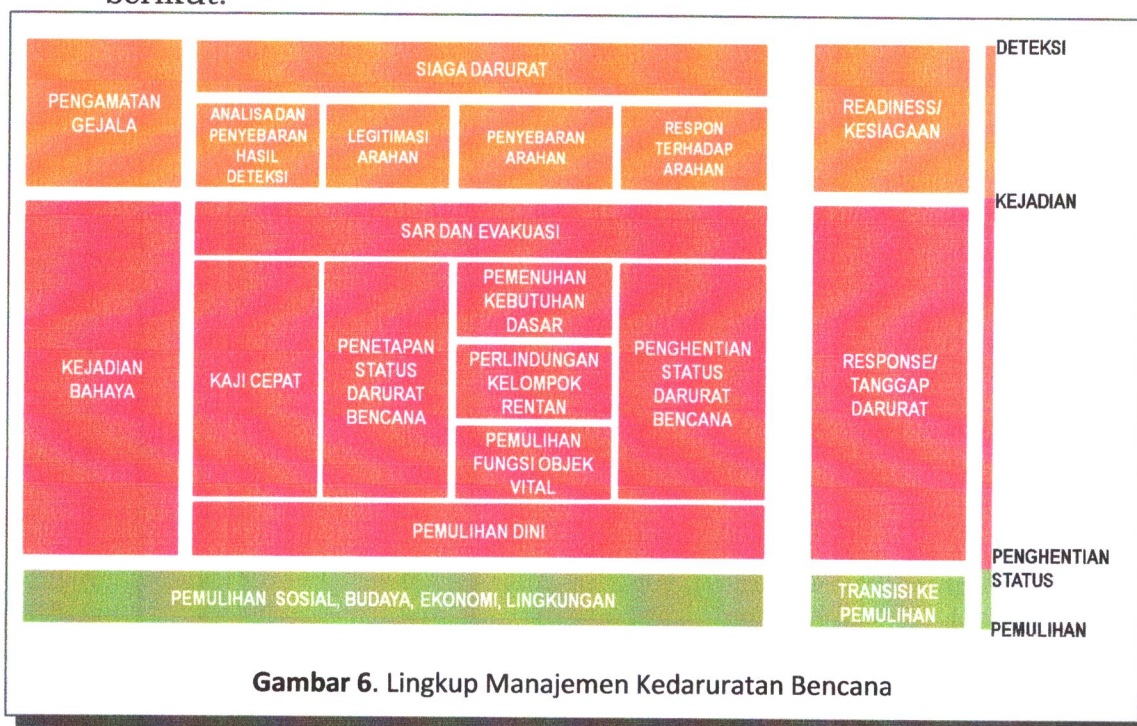 berikut:
PENGAMATAN
GEJALA
SIAGA DARURAT
ANALISA DAN
PENYEBARAN
HASIL
DETEKSI
LEGITIMASI
ARAHAN
PENYEBARAN
ARAHAN
RESPON
TERHADAP
ARAHAN
READINESS/
KESIAGAAN
DETEKSI
KEJADIAN
KEJADIAN
BAHAYA
SAR DAN EVAKUASI
KAJI CEPAT
PENETAPAN
STATUS
DARURAT
BENCANA
PEMENUHAN
KEBUTUHAN
DASAR
PERLINDUNGAN
KELOMPOK
RENTAN
PEMULIHAN
FUNGSI OBJEK
VITAL
PENGHENTIAN
STATUS
DARURAT
BENCANA
PEMULIHAN DINI
RESPONSE/
TANGGAP
DARURAT
PENGHENTIAN
STATUS
PEMULIHAN SOSIAL, BUDAYA, EKONOMI, LINGKUNGAN
TRANSISI KE
PEMULIHAN
PEMULIHAN
Gambar 6. Lingkup Manajemen Kedaruratan Bencana